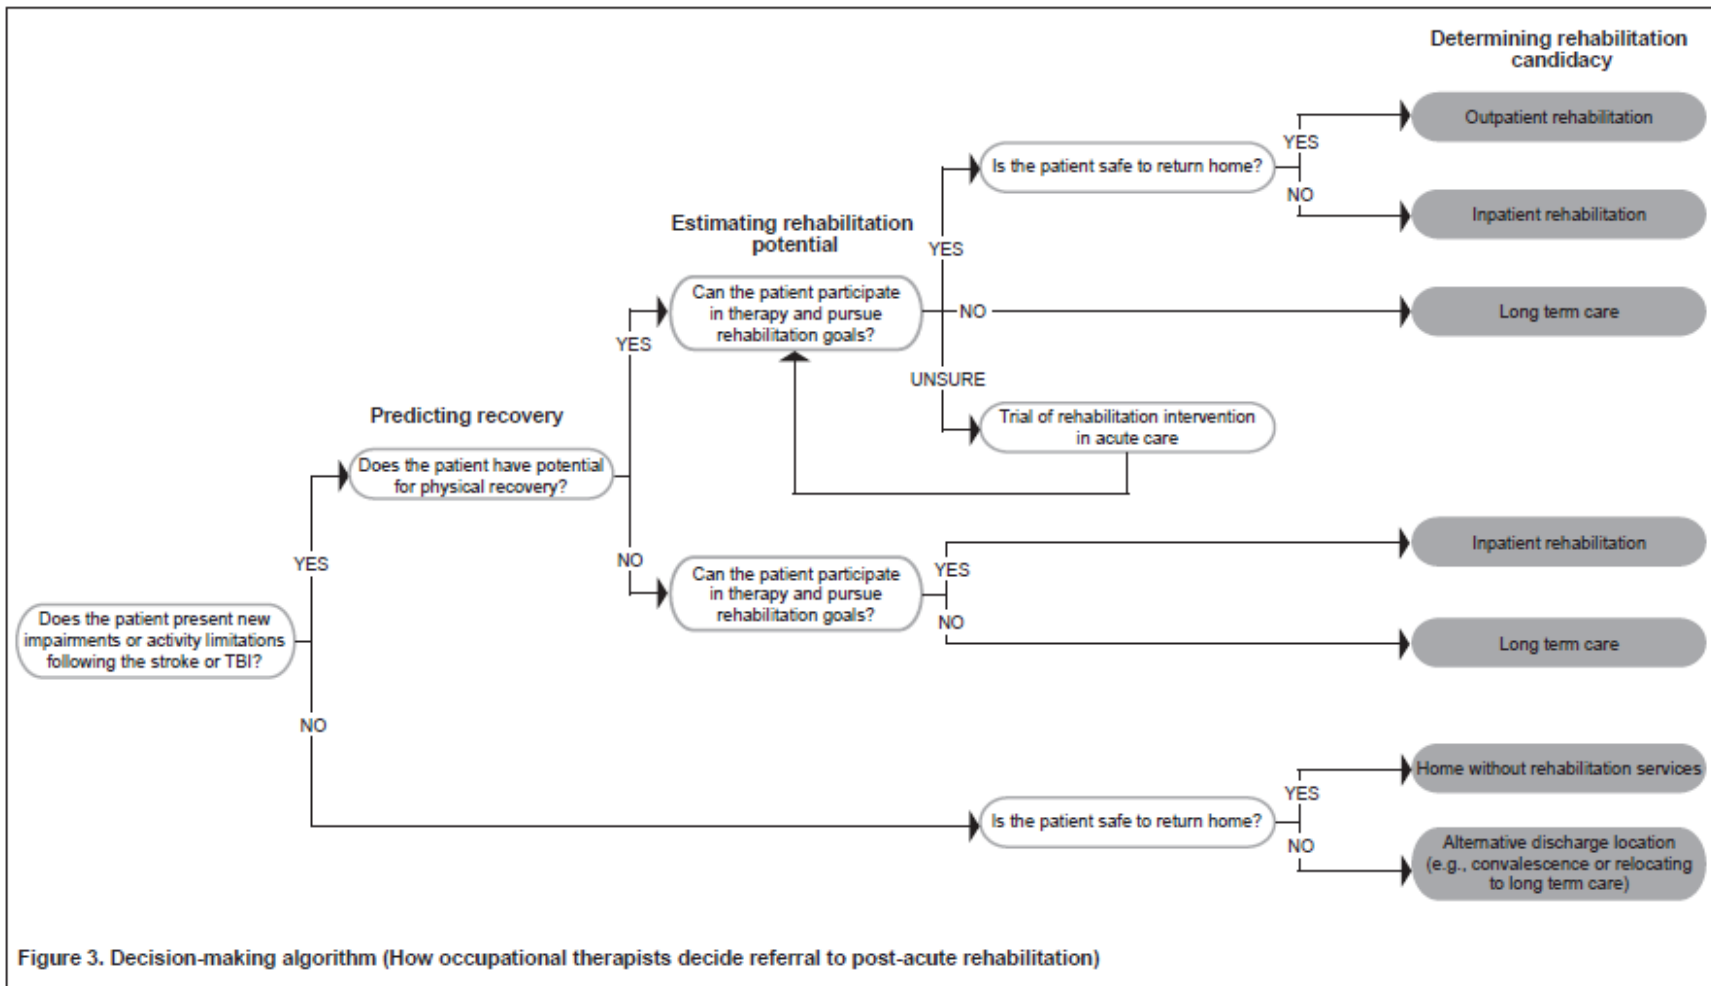 Determining rehabilitation
candidacy
Outpatient rehabilitation
YES
Is the patient safe to return home?
NO
Inpatient rehabilitation
Estimating rehabilitation
potential
YES
Can the patient participate
in therapy and pursue
rehabilitation goals?
NO
Long term care
YES
UNSURE
Trial of rehabilitation intervention
in acute care
Predicting recovery
Does the patient have potential
for physical recovery?
Inpatient rehabilitation
YES
NO
YES
Can the patient participate
in therapy and pursue
rehabilitation goals?
NO
Long term care
Does the patient present new
impairments or activity limitations
following the stroke or TBI?
NO
Home without rehabilitation services
YES
Is the patient safe to return home?
NO
Alternative discharge location
(e.g., convalescence or relocating
to long term care)
Figure 3. Decision-making algorithm (How occupational therapists decide referral to post-acute rehabilitation)